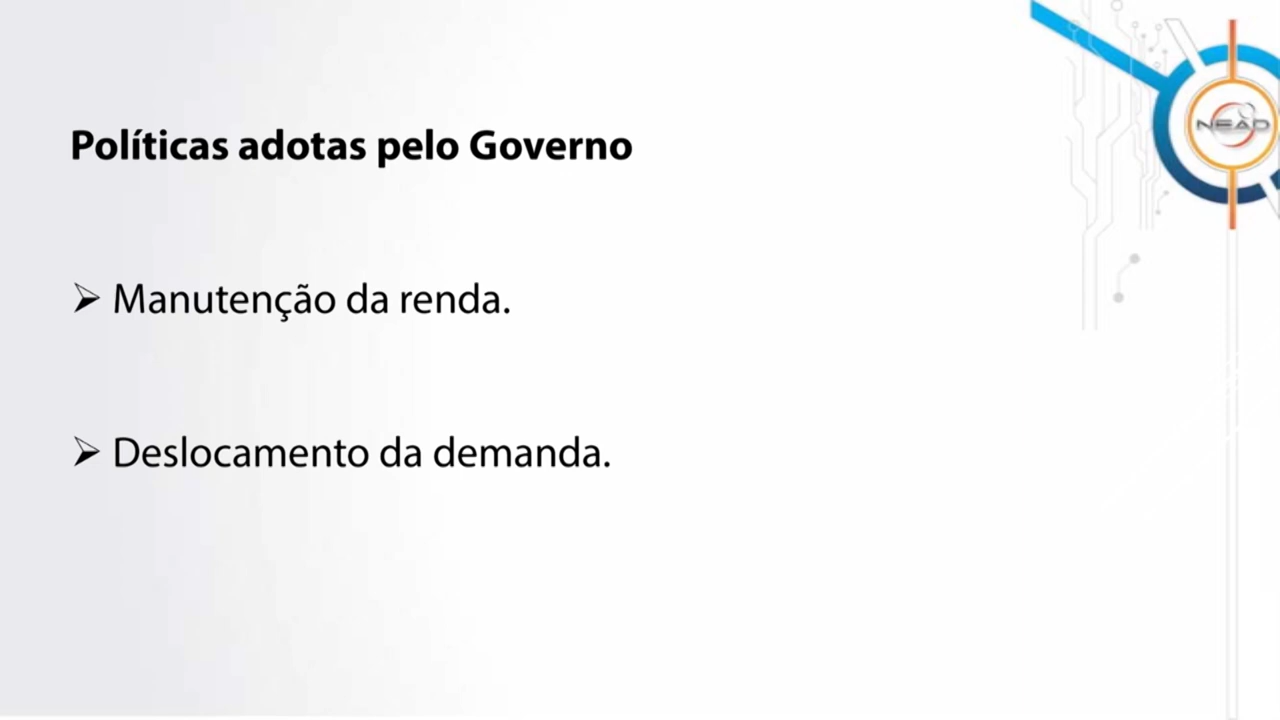 Políticas adotas pelo Governo
NEAD
➢ Manutenção da renda.
➢ Deslocamento da demanda.